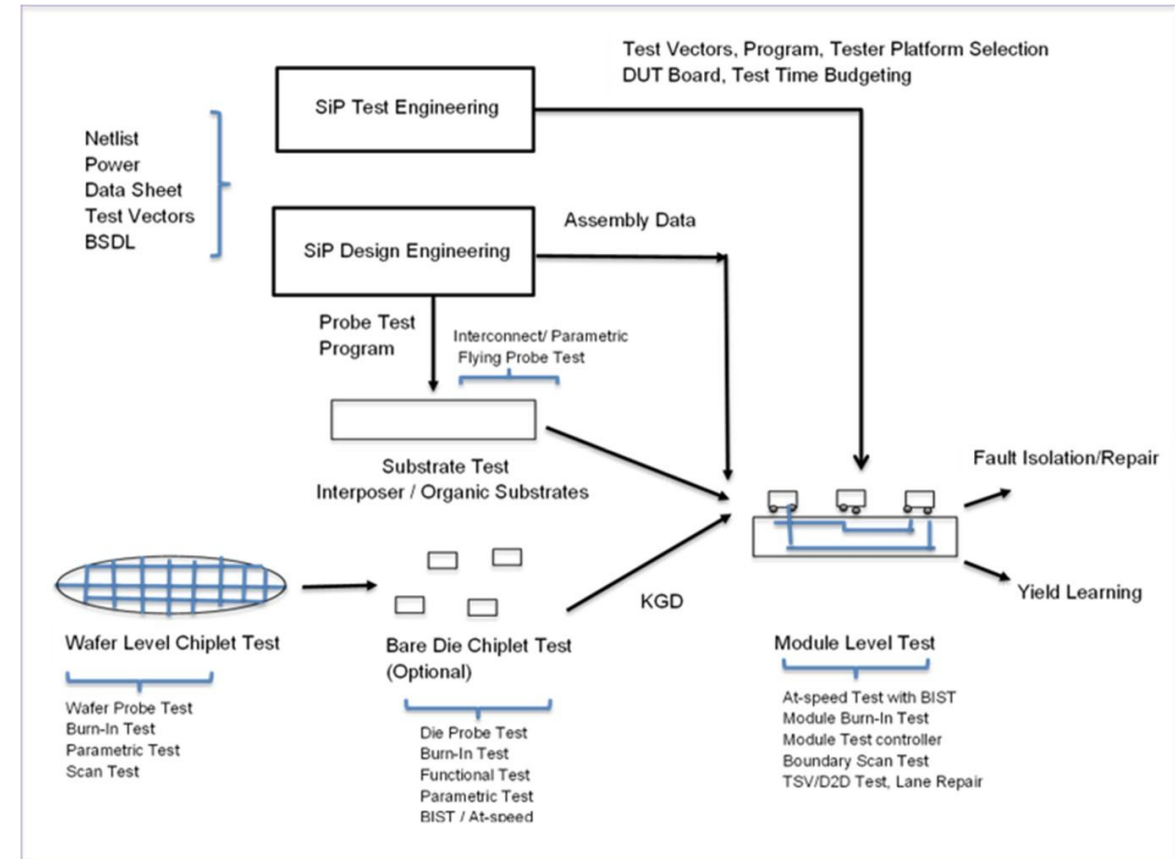 Test Vectors, Program, Tester Platform Selection
DUT Board, Test Time Budgeting
SiP Test Engineering
Netlist
Power
Data Sheet
Test Vectors
BSDL
SiP Design Engineering
Assembly Data
Probe Test
Program
Interconnect/ Parametric
Flying Probe Test
Substrate Test
Interposer / Organic Substrates
Fault Isolation/Repair
Yield Learning
KGD
Wafer Level Chiplet Test
Wafer Probe Test
Burn-In Test
Parametric Test
Scan Test
Bare Die Chiplet Test
(Optional)
Die Probe Test
Burn-In Test
Functional Test
Parametric Test
BIST / At-speed
Module Level Test
At-speed Test with BIST
Module Burn-In Test
Module Test controller
Boundary Scan Test
TSV/D2D Test, Lane Repair